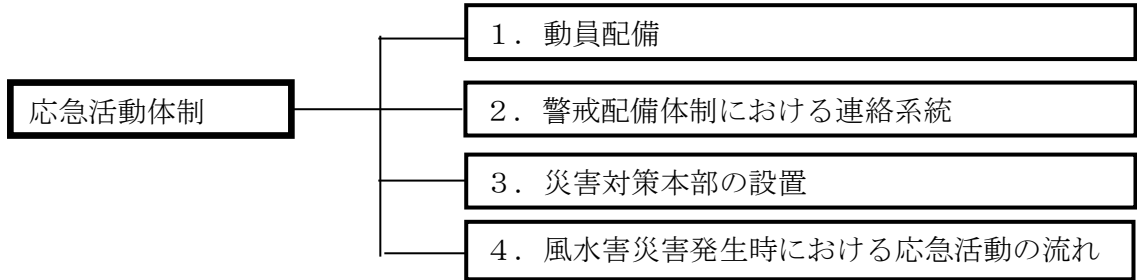 応急活動体制
１．動員配備
２．警戒配備体制における連絡系統
３．災害対策本部の設置
４．風水害災害発生時における応急活動の流れ